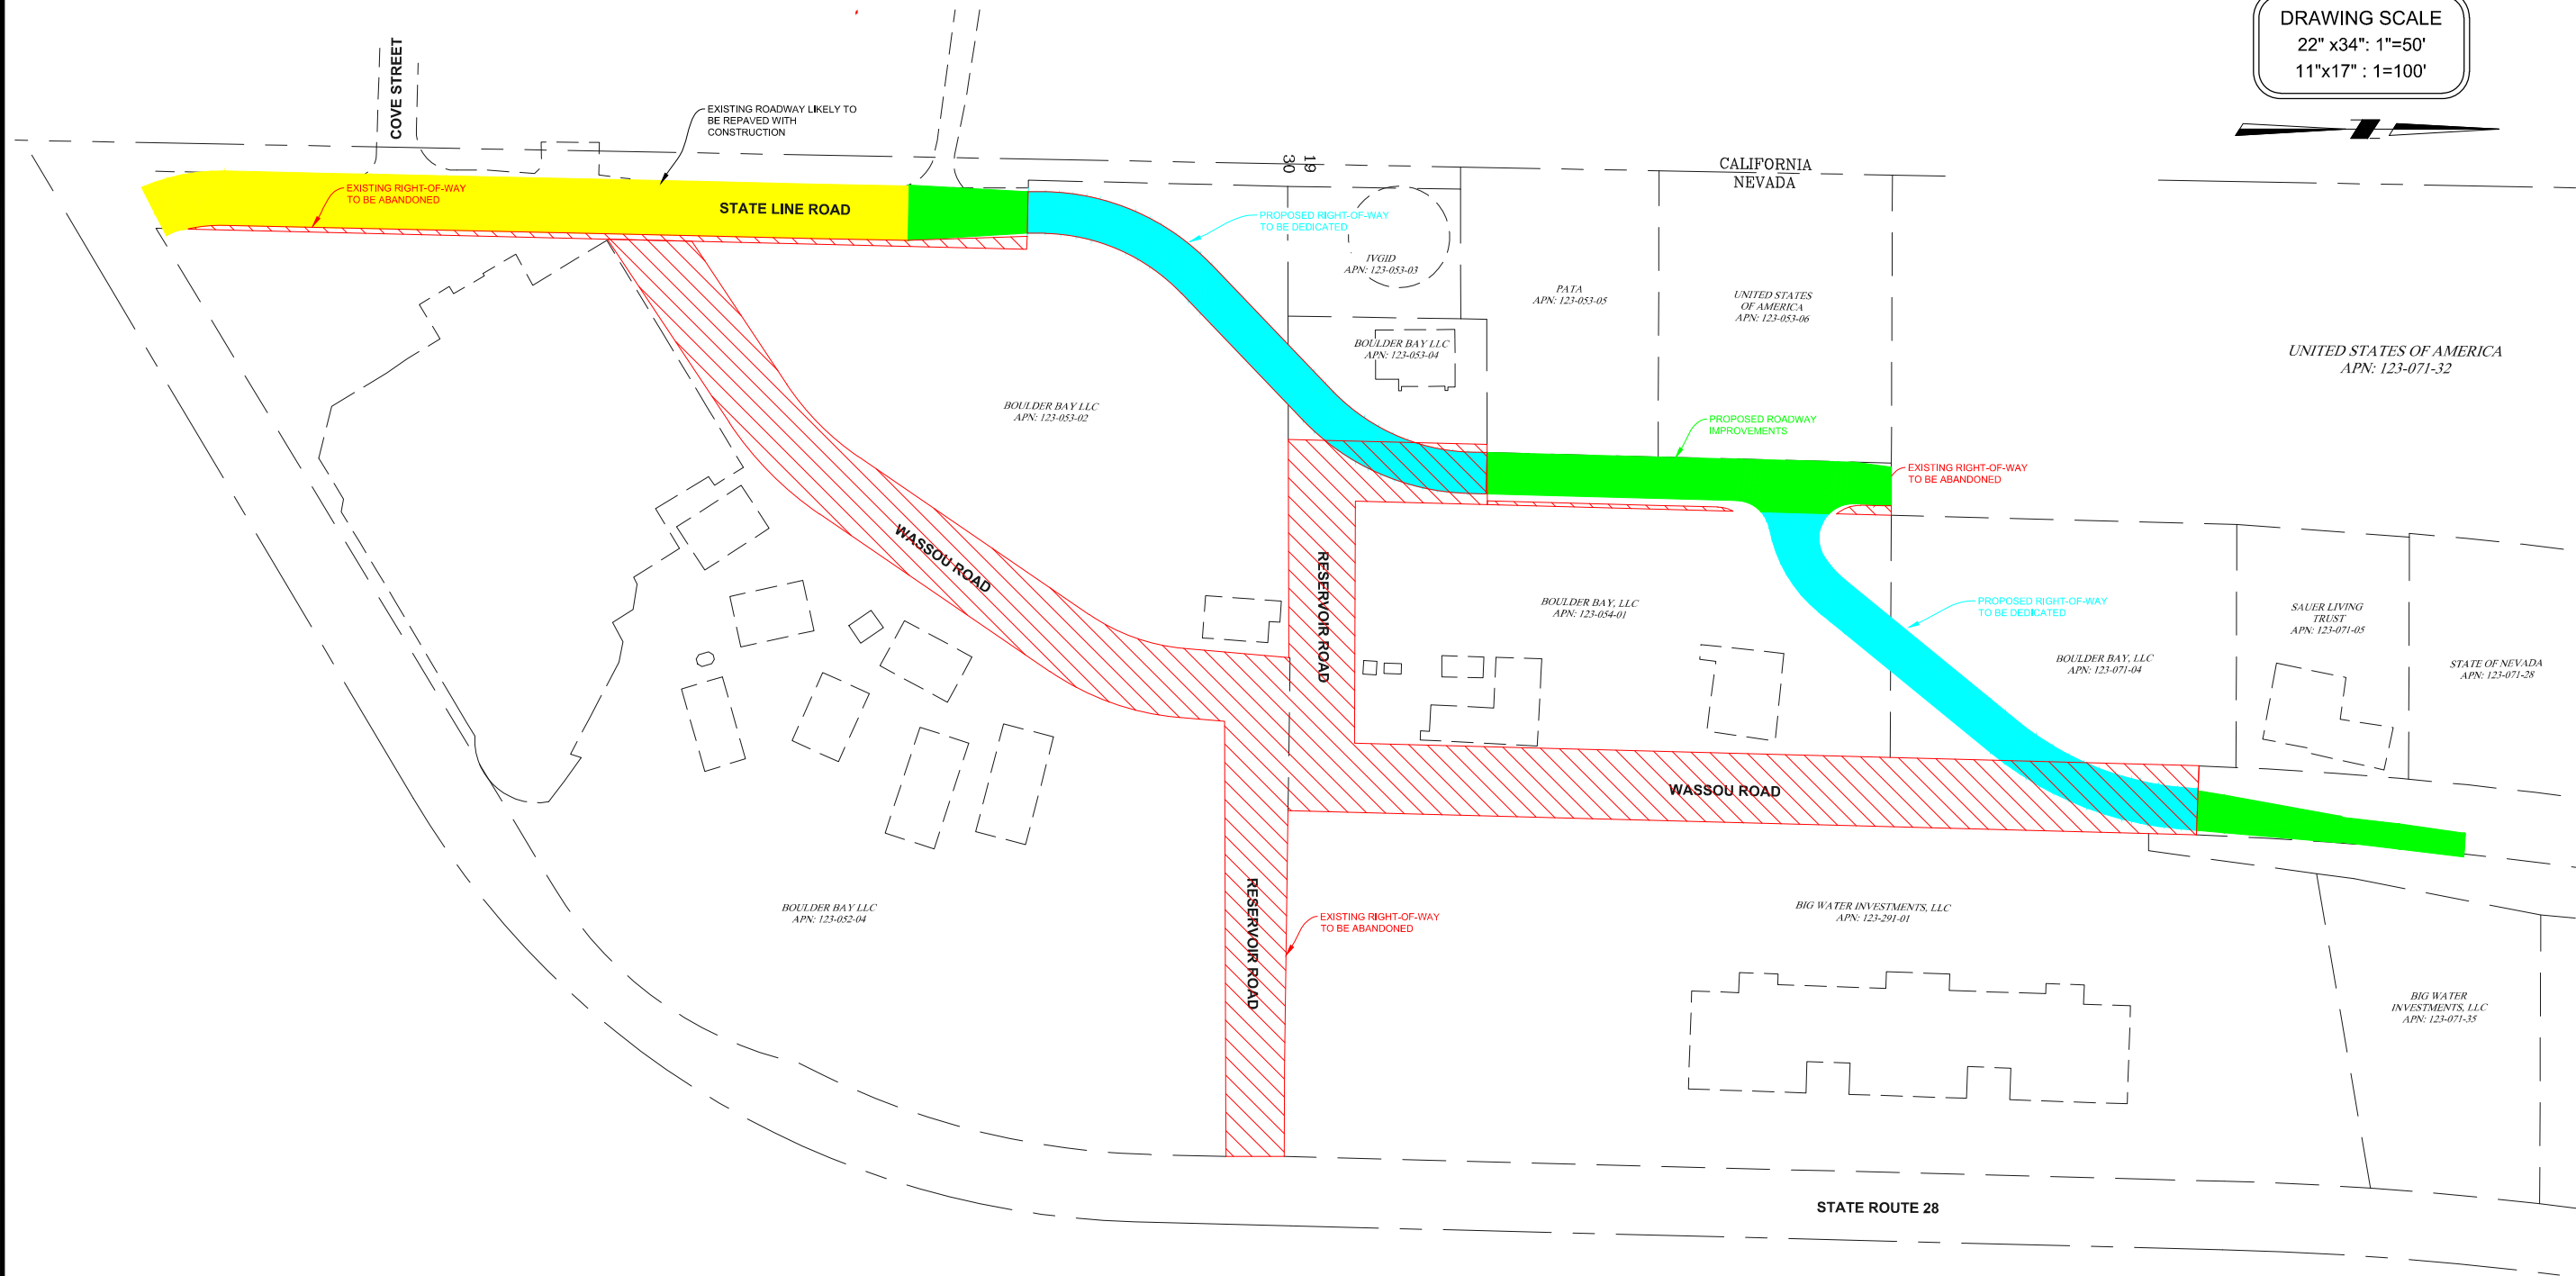 DRAWING SCALE
22" x34": 1"=50'
11"x17" : 1=100'
COVE STREET
EXISTING ROADWAY LIKELY TO
BE REPAVED WITH
CONSTRUCTION
EXISTING RIGHT-OF-WAY
TO BE ABANDONED
STATE LINE ROAD
19
30
CALIFORNIA
NEVADA
PROPOSED RIGHT-OF-WAY
TO BE DEDICATED
IVGID
APN: 123-053-03
PATA
APN: 123-053-05
UNITED STATES
OF AMERICA
APN: 123-053-06
UNITED STATES OF AMERICA
APN: 123-071-32
BOULDER BAY LLC
APN: 123-053-04
BOULDER BAY LLC
APN: 123-053-02
PROPOSED ROADWAY
IMPROVEMENTS
EXISTING RIGHT-OF-WAY
TO BE ABANDONED
WASSOU ROAD
RESERVOIR ROAD
BOULDER BAY, LLC
APN: 123-054-01
PROPOSED RIGHT-OF-WAY
TO BE DEDICATED
BOULDER BAY, LLC
APN: 123-071-04
SAUER LIVING
TRUST
APN: 123-071-05
STATE OF NEVADA
APN: 123-071-28
WASSOU ROAD
BOULDER BAY LLC
APN: 123-052-04
RESERVOIR ROAD
EXISTING RIGHT-OF-WAY
TO BE ABANDONED
BIG WATER INVESTMENTS, LLC
APN: 123-291-01
BIG WATER
INVESTMENTS, LLC
APN: 123-071-35
STATE ROUTE 28